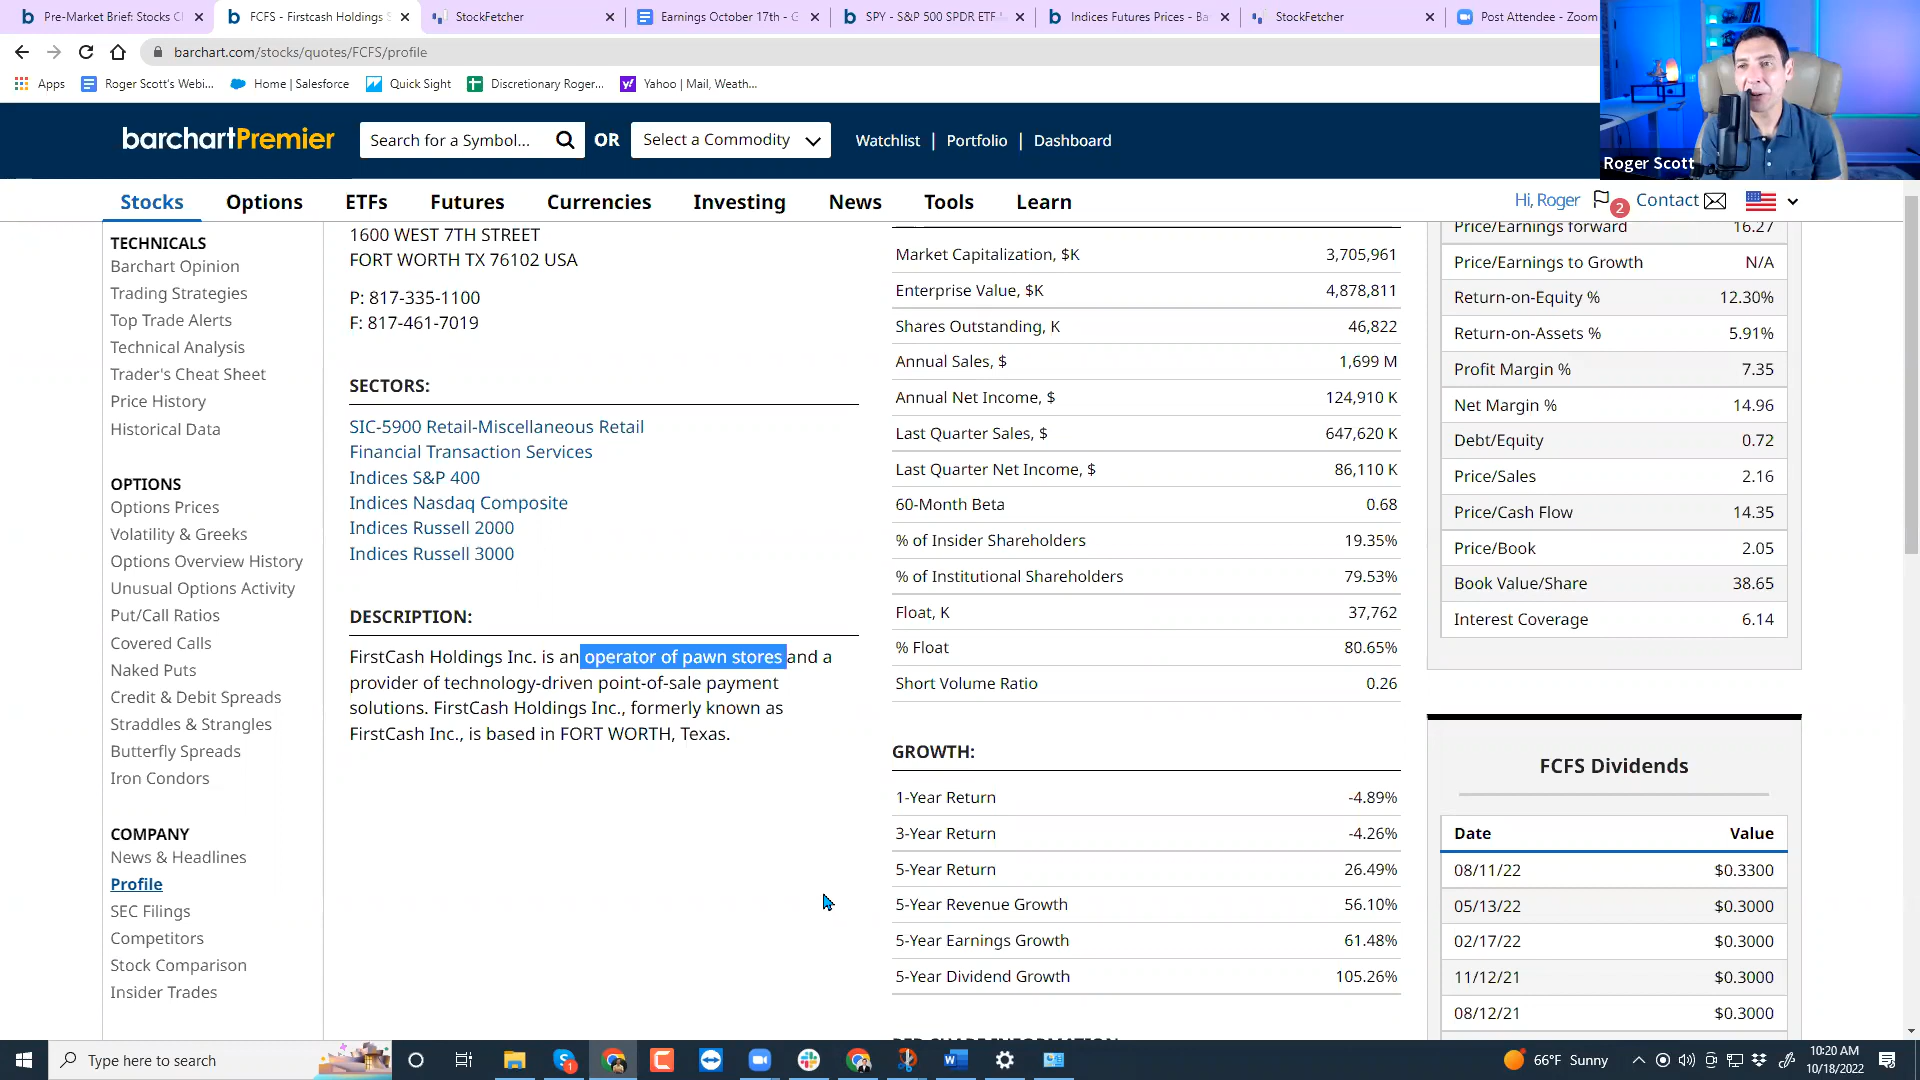 Pre-Market Brief: Stocks C
FCFS - Firstcash Holdings S
StockFetcher
Earnings October 17th - G
SPY - S&P 500 SPDR ETF
Indices Futures Prices - Ba
StockFetcher
Post Attendee - Zoom
barchart.com/stocks/quotes/FCFS/profile
Apps
Roger Scott's Webi...
Home | Salesforce
Quick Sight
Discretionary Roger...
Yahoo | Mail, Weath...
Roger Scott
barchartPremier
Search for a Symbol...
OR
Select a Commodity
Watchlist | Portfolio | Dashboard
Stocks
Options
ETFs
Futures
Currencies
Investing
News
Tools
Learn
Hi, Roger
2
Contact
TECHNICALS
Barchart Opinion
Trading Strategies
Top Trade Alerts
Technical Analysis
Trader's Cheat Sheet
Price History
Historical Data
OPTIONS
Options Prices
Volatility & Greeks
Options Overview History
Unusual Options Activity
Put/Call Ratios
Covered Calls
Naked Puts
Credit & Debit Spreads
Straddles & Strangles
Butterfly Spreads
Iron Condors
COMPANY
News & Headlines
Profile
SEC Filings
Competitors
Stock Comparison
Insider Trades
1600 WEST 7TH STREET
FORT WORTH TX 76102 USA
P: 817-335-1100
F: 817-461-7019
SECTORS:
SIC-5900 Retail-Miscellaneous Retail
Financial Transaction Services
Indices S&P 400
Indices Nasdaq Composite
Indices Russell 2000
Indices Russell 3000
DESCRIPTION:
FirstCash Holdings Inc. is an operator of pawn stores and a
provider of technology-driven point-of-sale payment
solutions. FirstCash Holdings Inc., formerly known as
FirstCash Inc., is based in FORT WORTH, Texas.
Market Capitalization, $K 3,705,961
Enterprise Value, $K 4,878,811
Shares Outstanding, K 46,822
Annual Sales, $ 1,699 M
Annual Net Income, $ 124,910 K
Last Quarter Sales, $ 647,620 K
Last Quarter Net Income, $ 86,110 K
60-Month Beta 0.68
% of Insider Shareholders 19.35%
% of Institutional Shareholders 79.53%
Float, K 37,762
% Float 80.65%
Short Volume Ratio 0.26
GROWTH:
1-Year Return -4.89%
3-Year Return -4.26%
5-Year Return 26.49%
5-Year Revenue Growth 56.10%
5-Year Earnings Growth 61.48%
5-Year Dividend Growth 105.26%
PER-SHARE INFORMATION
Price/Earnings forward 16.27
Price/Earnings to Growth N/A
Return-on-Equity % 12.30%
Return-on-Assets % 5.91%
Profit Margin % 7.35
Net Margin % 14.96
Debt/Equity 0.72
Price/Sales 2.16
Price/Cash Flow 14.35
Price/Book 2.05
Book Value/Share 38.65
Interest Coverage 6.14
FCFS Dividends
Date Value
08/11/22 $0.3300
05/13/22 $0.3000
02/17/22 $0.3000
11/12/21 $0.3000
08/12/21 $0.3000
Type here to search
66°F Sunny
10:20 AM
10/18/2022